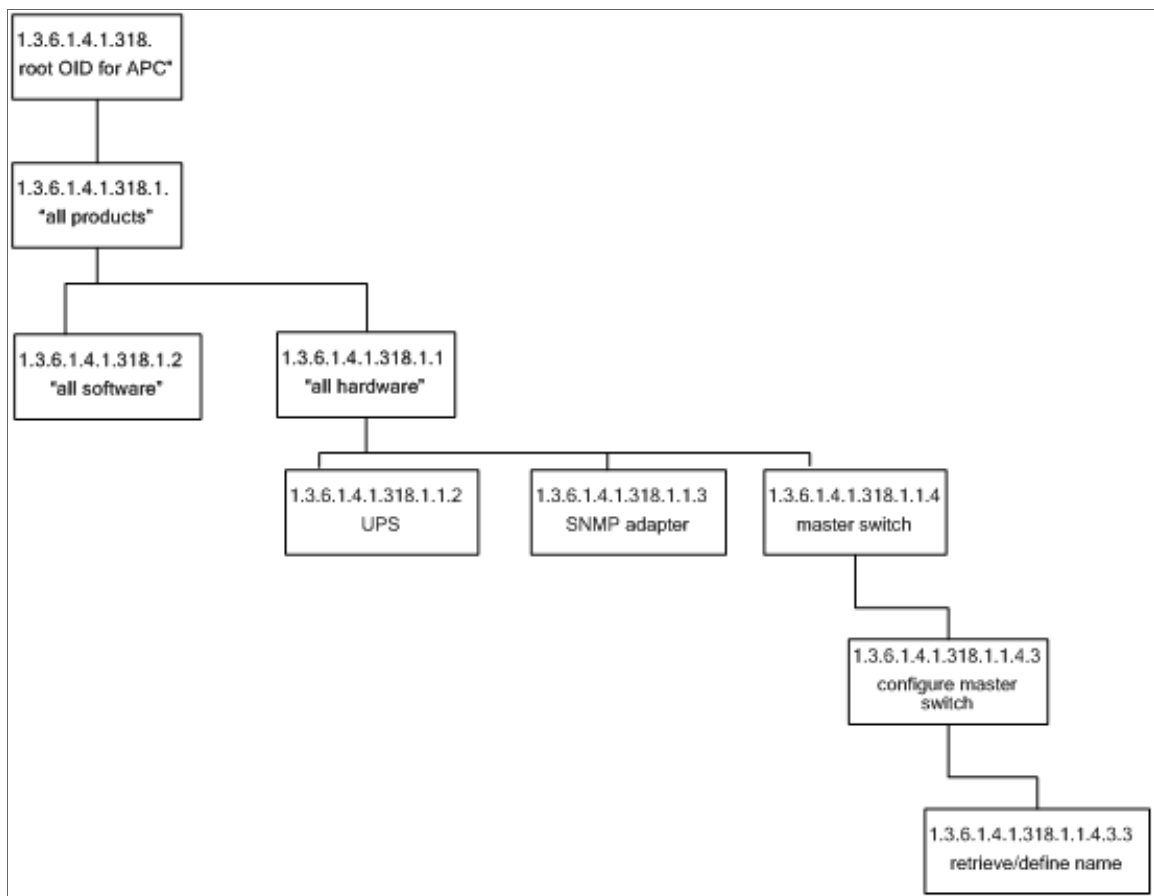 1.3.6.1.4.1.318.
root OID for APC"
1.3.6.1.4.1.318.1.
"all products"
1.3.6.1.4.1.318.1.2
"all software"
1.3.6.1.4.1.318.1.1
"all hardware"
1.3.6.1.4.1.318.1.1.2
UPS
1.3.6.1.4.1.318.1.1.3
SNMP adapter
1.3.6.1.4.1.318.1.1.4
master switch
1.3.6.1.4.1.318.1.1.4.3
configure master
switch
1.3.6.1.4.1.318.1.1.4.3.3
retrieve/define name